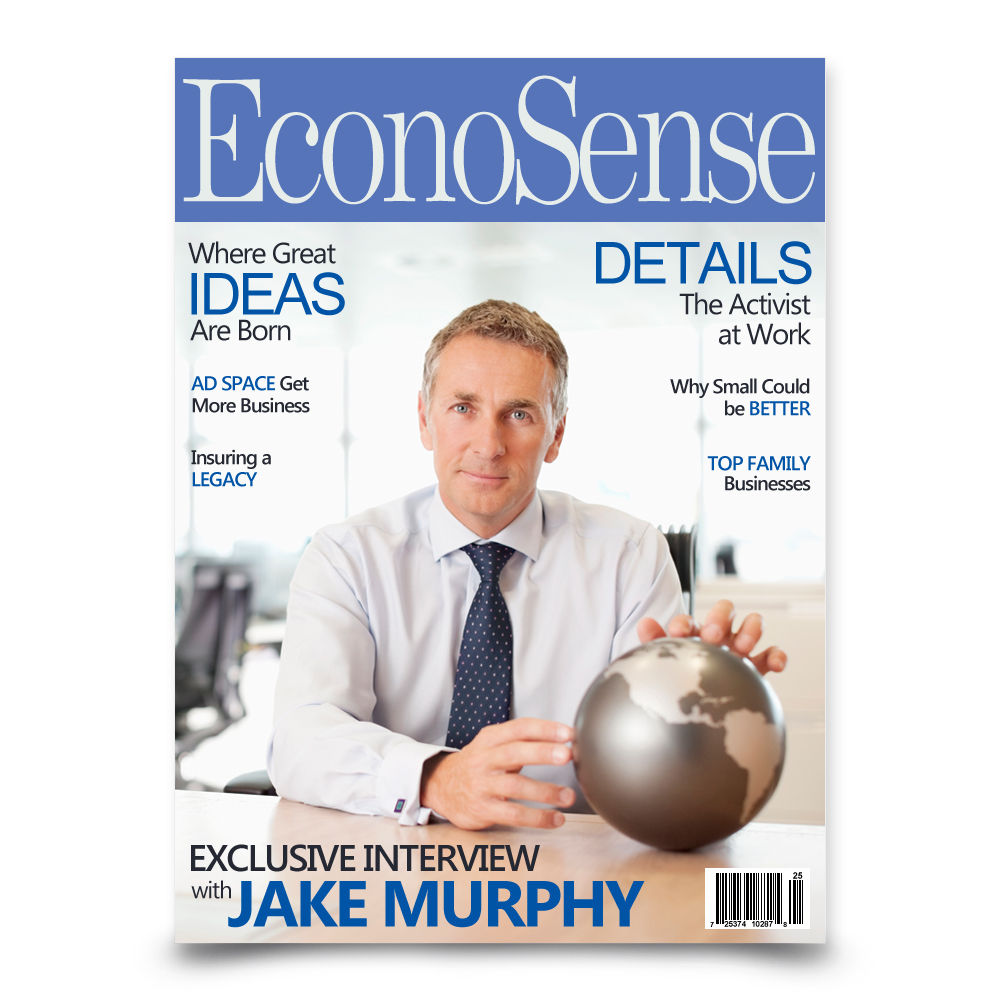 EconoSense
Where Great
IDEAS
Are Born
AD SPACE Get
More Business
Insuring a
LEGACY
DETAILS
The Activist
at Work
Why Small Could
be BETTER
TOP FAMILY
Businesses
EXCLUSIVE INTERVIEW
with JAKE MURPHY
25
7 25374 10287 8